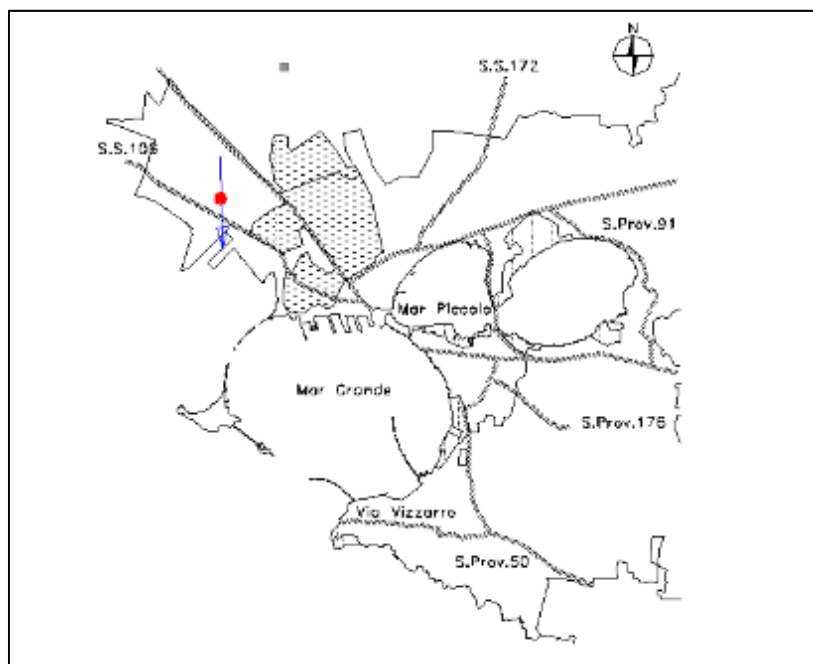 S.S.172
S.S.106
S.Prov.91
Mar Piccolo
Mar Grande
S.Prov.176
Via Vizzarro
S.Prov.50